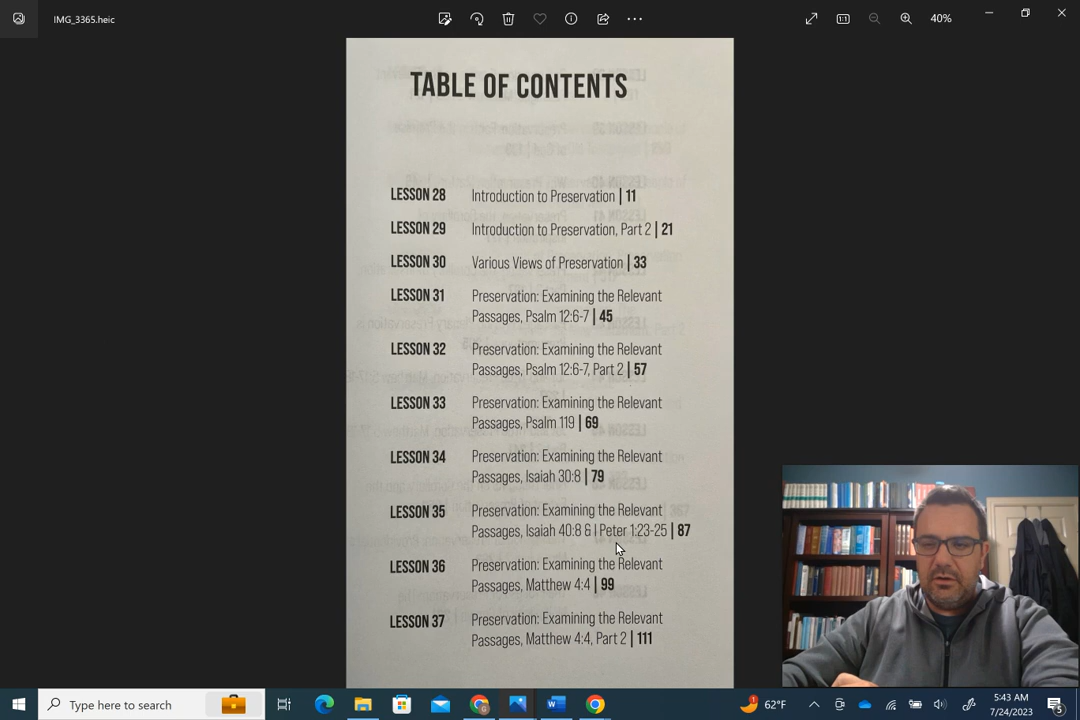 IMG_3365.heic
40%
TABLE OF CONTENTS
LESSON 28 Introduction to Preservation | 11
LESSON 29 Introduction to Preservation, Part 2 | 21
LESSON 30 Various Views of Preservation | 33
LESSON 31 Preservation: Examining the Relevant
Passages, Psalm 12:6-7 | 45
LESSON 32 Preservation: Examining the Relevant
Passages, Psalm 12:6-7, Part 2 | 57
LESSON 33 Preservation: Examining the Relevant
Passages, Psalm 119 | 69
LESSON 34 Preservation: Examining the Relevant
Passages, Isaiah 30:8 | 79
LESSON 35 Preservation: Examining the Relevant
Passages, Isaiah 40:8 & I Peter 1:23-25 | 87
LESSON 36 Preservation: Examining the Relevant
Passages, Matthew 4:4 | 99
LESSON 37 Preservation: Examining the Relevant
Passages, Matthew 4:4, Part 2 | 111
Type here to search
62°F
5:43 AM
7/24/2023
5